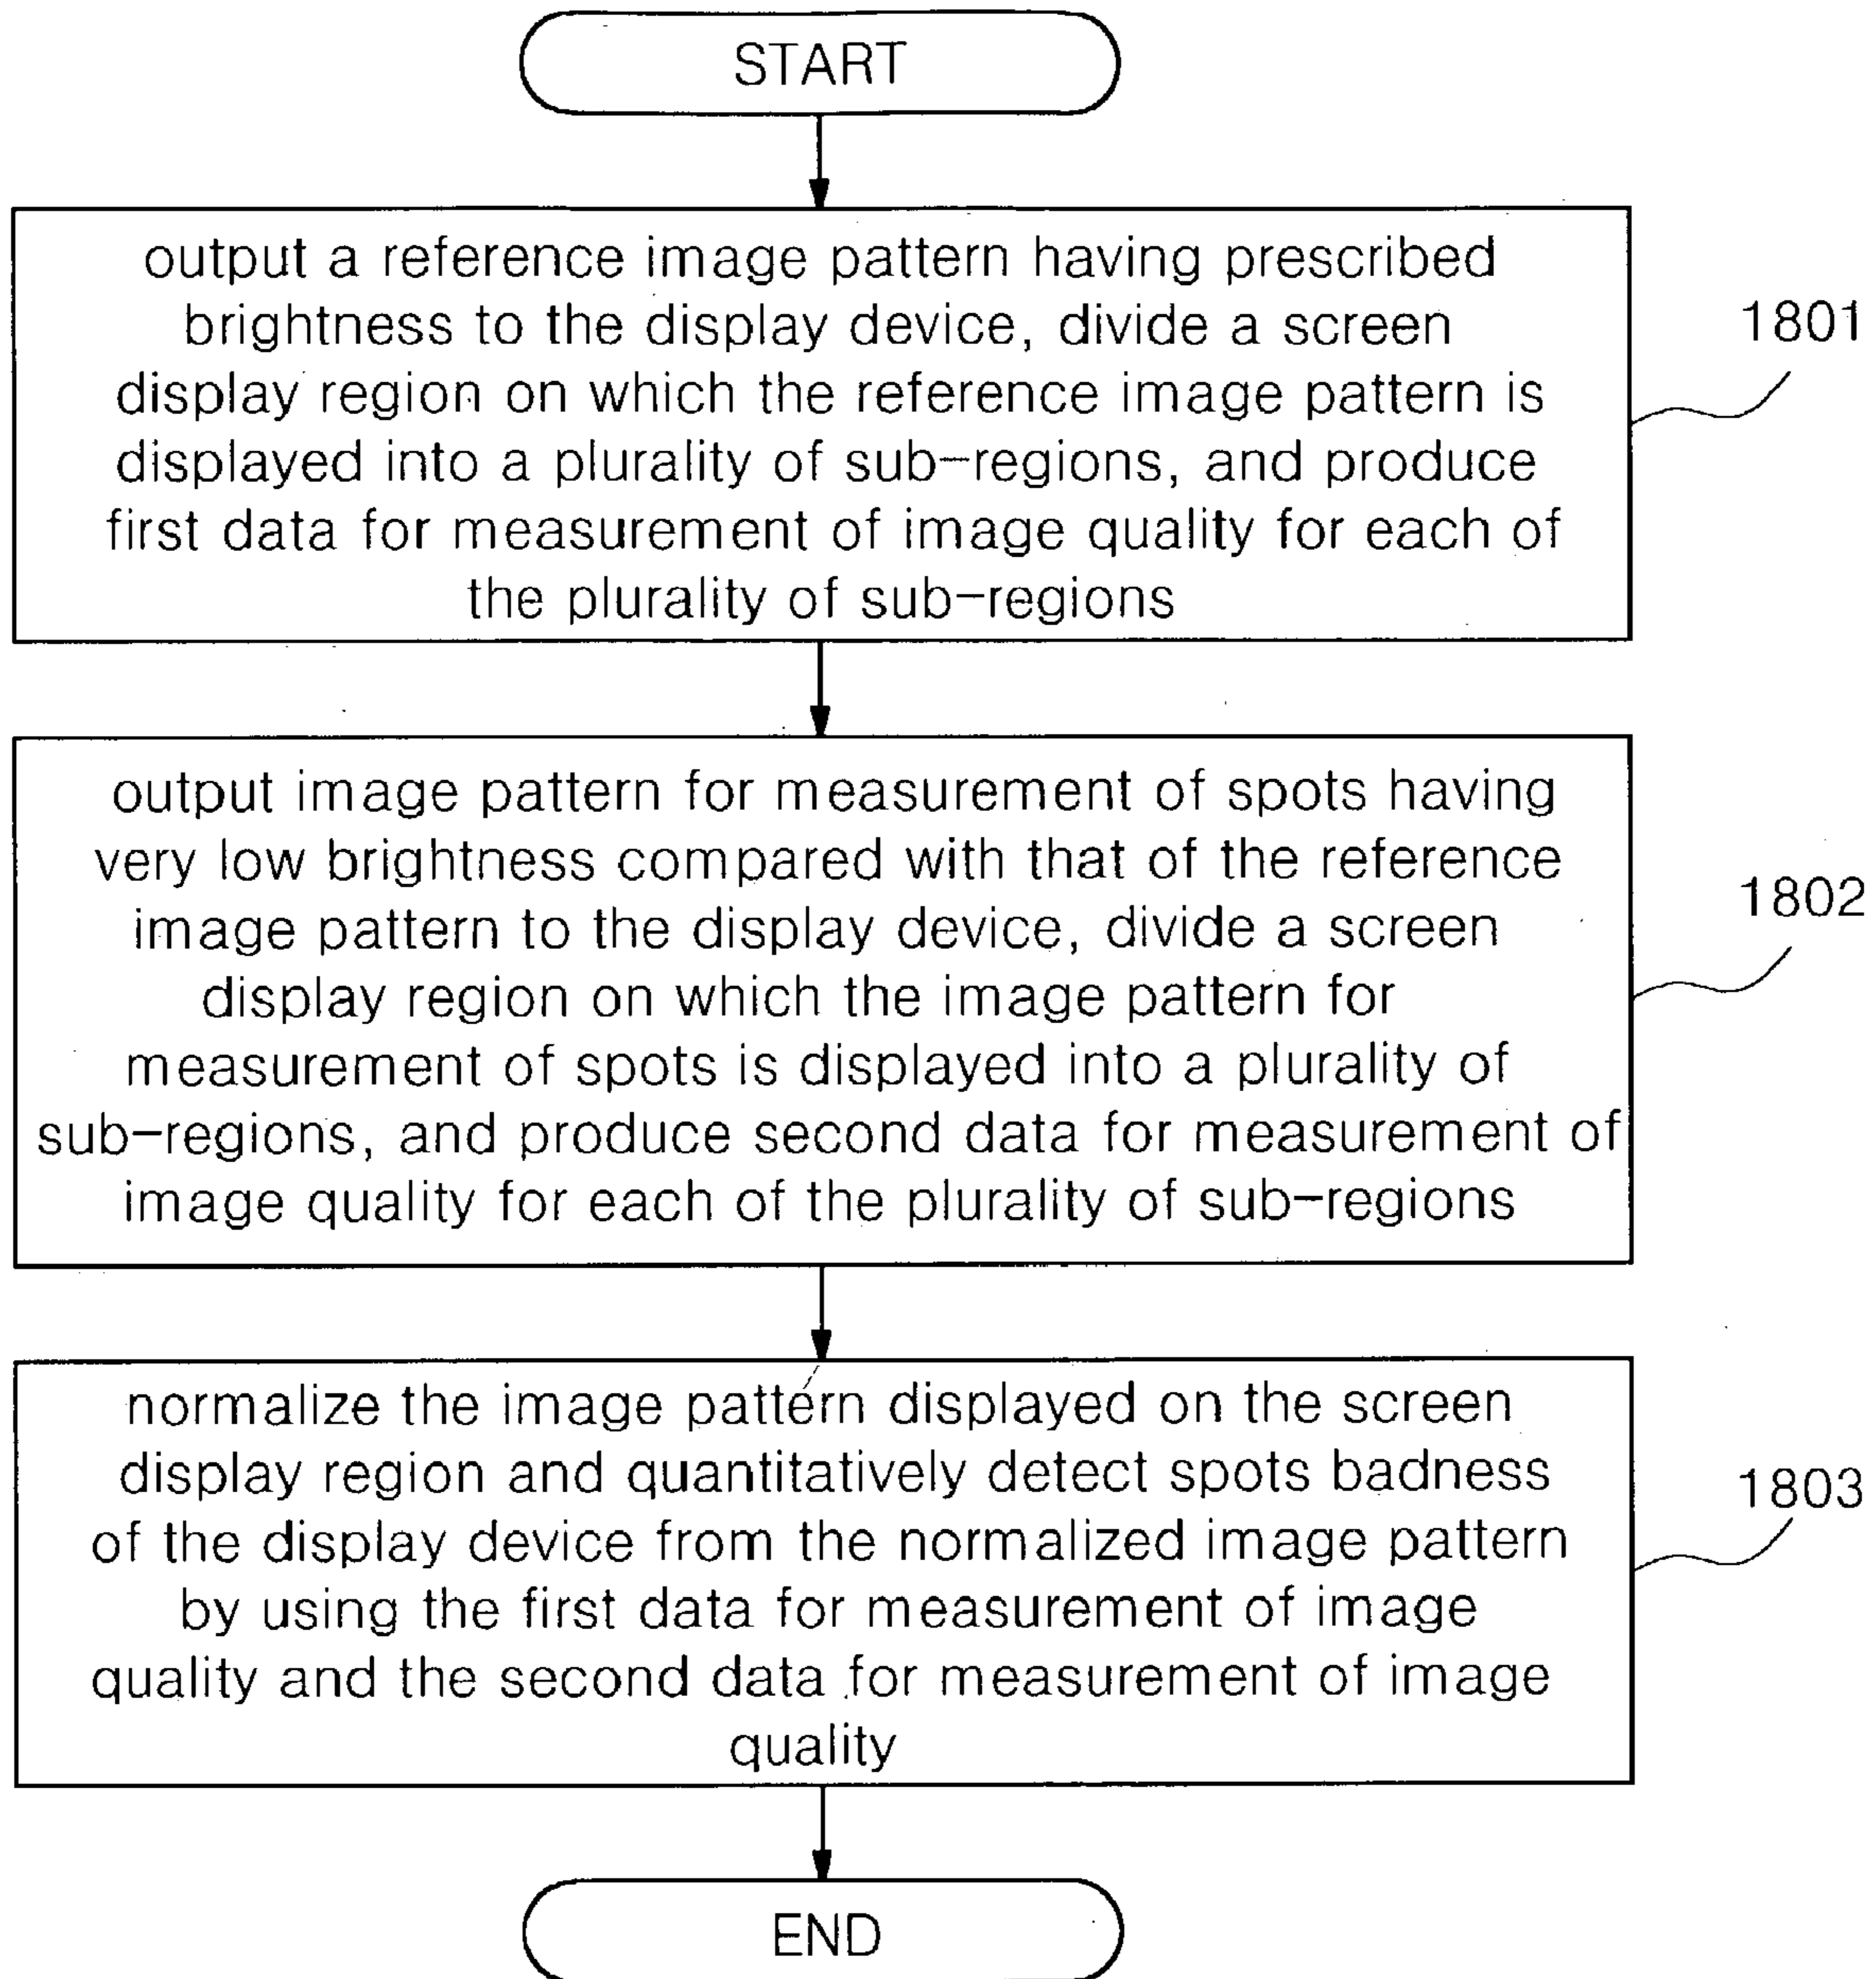 START
output a reference image pattern having prescribed
brightness to the display device, divide a screen
display region on which the reference image pattern is
displayed into a plurality of sub-regions, and produce
first data for measurement of image quality for each of
the plurality of sub-regions
1801
output image pattern for measurement of spots having
very low brightness compared with that of the reference
image pattern to the display device, divide a screen
display region on which the image pattern for
measurement of spots is displayed into a plurality of
sub-regions, and produce second data for measurement of
image quality for each of the plurality of sub-regions
1802
normalize the image pattern displayed on the screen
display region and quantitatively detect spots badness
of the display device from the normalized image pattern
by using the first data for measurement of image
quality and the second data for measurement of image
quality
1803
END